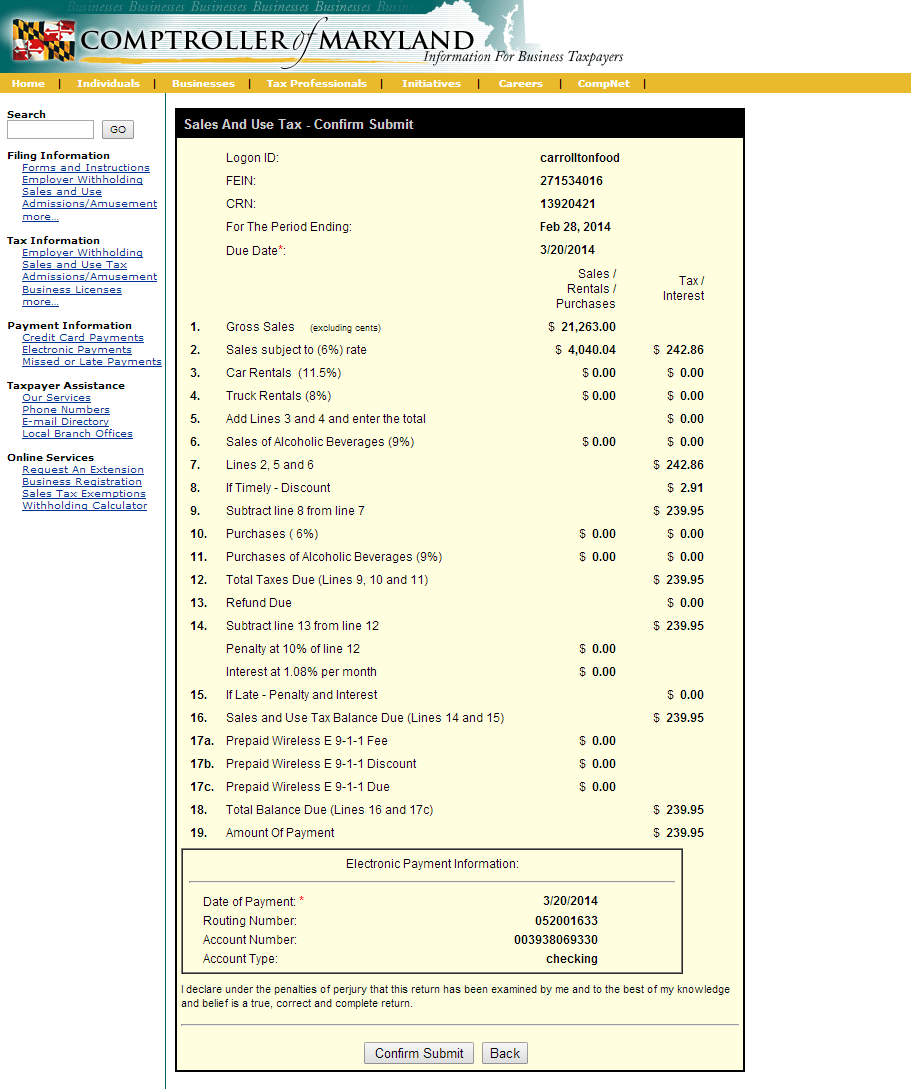 Businesses Businesses Businesses Businesses Businesses Busin
COMPTROLLER of MARYLAND
Information For Business Taxpayers
Home | Individuals | Businesses | Tax Professionals | Initiatives | Careers | CompNet |
Search
GO
Filing Information
Forms and Instructions
Employer Withholding
Sales and Use
Admissions/Amusement
more...
Tax Information
Employer Withholding
Sales and Use Tax
Admissions/Amusement
Business Licenses
more...
Payment Information
Credit Card Payments
Electronic Payments
Missed or Late Payments
Taxpayer Assistance
Our Services
Phone Numbers
E-mail Directory
Local Branch Offices
Online Services
Request An Extension
Business Registration
Sales Tax Exemptions
Withholding Calculator
Sales And Use Tax - Confirm Submit
Logon ID: carrolltonfood
FEIN: 271534016
CRN: 13920421
For The Period Ending: Feb 28, 2014
Due Date*: 3/20/2014
Sales /
Rentals /
Purchases
Tax /
Interest
1. Gross Sales (excluding cents) $ 21,263.00
2. Sales subject to (6%) rate $ 4,040.04 $ 242.86
3. Car Rentals (11.5%) $ 0.00 $ 0.00
4. Truck Rentals (8%) $ 0.00 $ 0.00
5. Add Lines 3 and 4 and enter the total $ 0.00
6. Sales of Alcoholic Beverages (9%) $ 0.00 $ 0.00
7. Lines 2, 5 and 6 $ 242.86
8. If Timely - Discount $ 2.91
9. Subtract line 8 from line 7 $ 239.95
10. Purchases ( 6%) $ 0.00 $ 0.00
11. Purchases of Alcoholic Beverages (9%) $ 0.00 $ 0.00
12. Total Taxes Due (Lines 9, 10 and 11) $ 239.95
13. Refund Due $ 0.00
14. Subtract line 13 from line 12 $ 239.95
Penalty at 10% of line 12 $ 0.00
Interest at 1.08% per month $ 0.00
15. If Late - Penalty and Interest $ 0.00
16. Sales and Use Tax Balance Due (Lines 14 and 15) $ 239.95
17a. Prepaid Wireless E 9-1-1 Fee $ 0.00
17b. Prepaid Wireless E 9-1-1 Discount $ 0.00
17c. Prepaid Wireless E 9-1-1 Due $ 0.00
18. Total Balance Due (Lines 16 and 17c) $ 239.95
19. Amount Of Payment $ 239.95
Electronic Payment Information:
Date of Payment: * 3/20/2014
Routing Number: 052001633
Account Number: 003938069330
Account Type: checking
I declare under the penalties of perjury that this return has been examined by me and to the best of my knowledge
and belief is a true, correct and complete return.
Confirm Submit Back